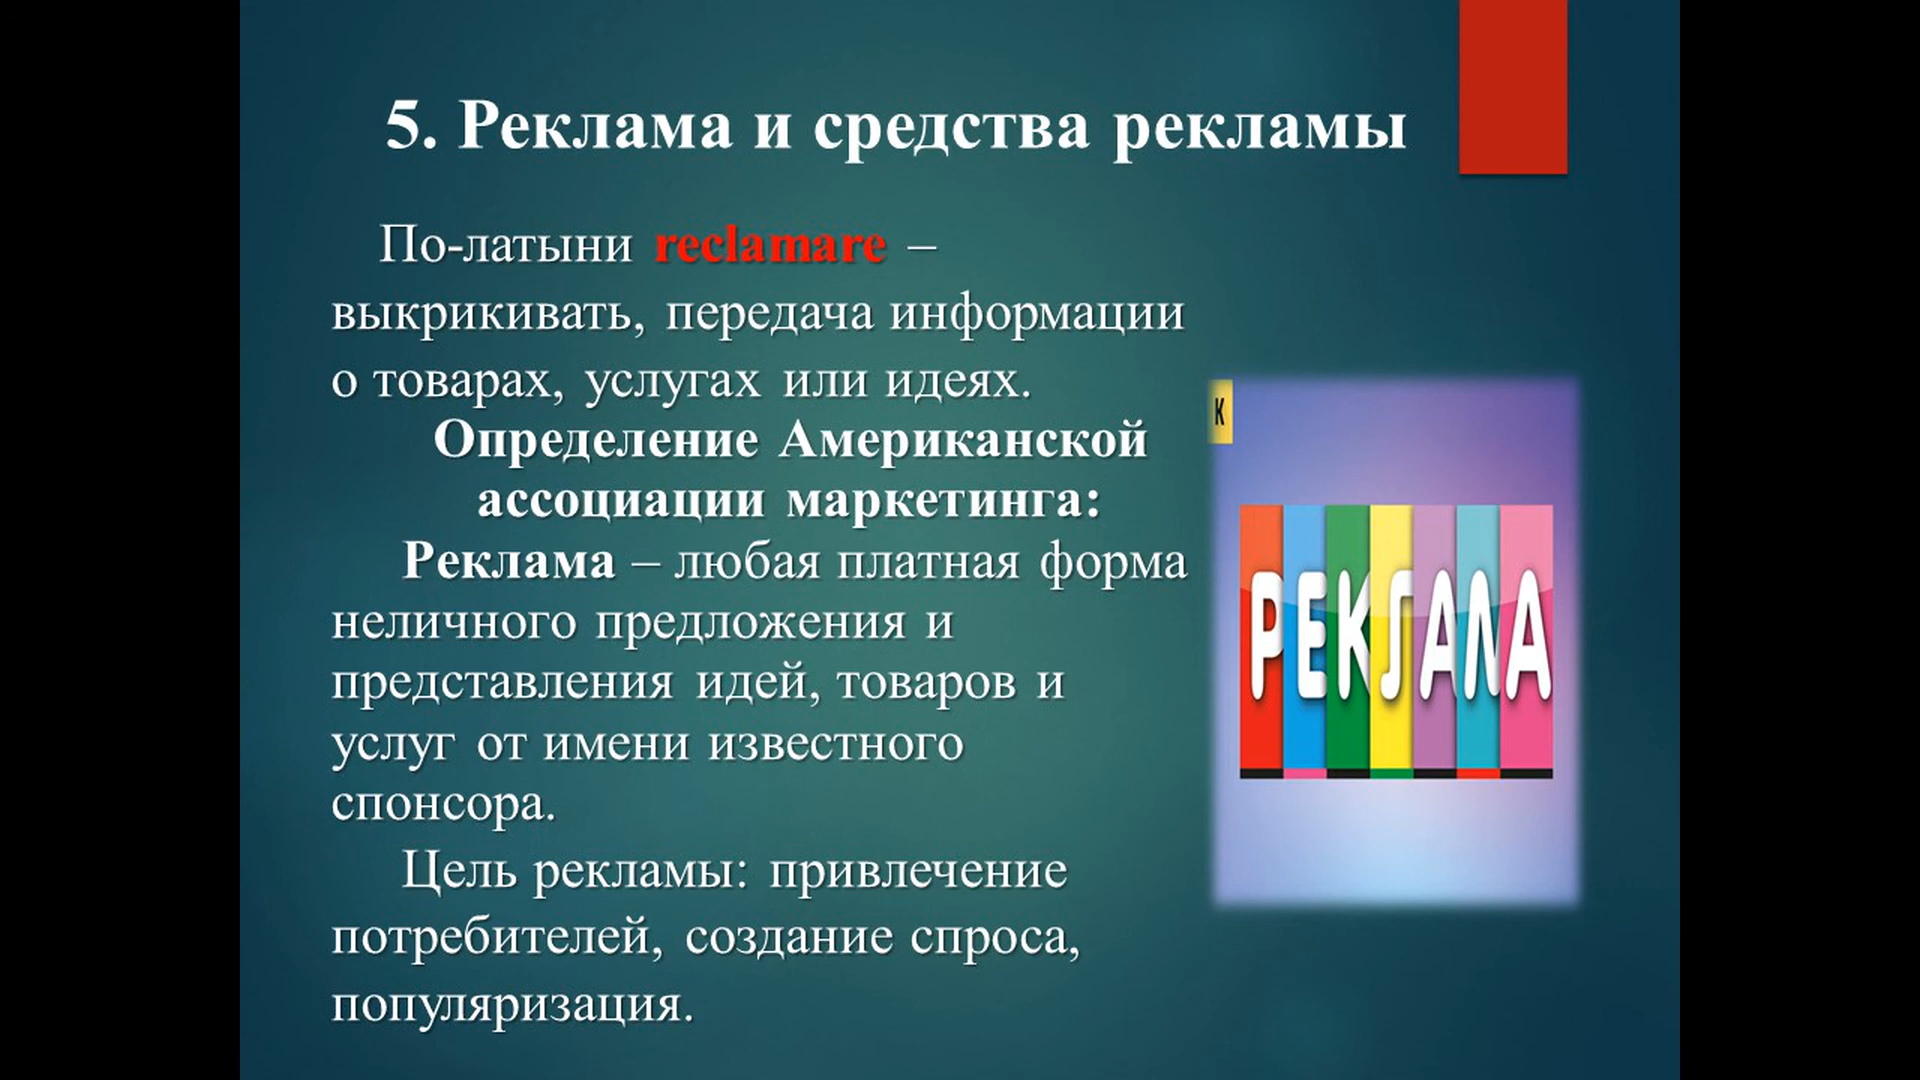 5. Реклама и средства рекламы
По-латыни reclamare –
выкрикивать, передача информации
о товарах, услугах или идеях.
Определение Американской
ассоциации маркетинга:
Реклама – любая платная форма
неличного предложения и
представления идей, товаров и
услуг от имени известного
спонсора.
Цель рекламы: привлечение
потребителей, создание спроса,
популяризация.
К
РЕКЛАМА